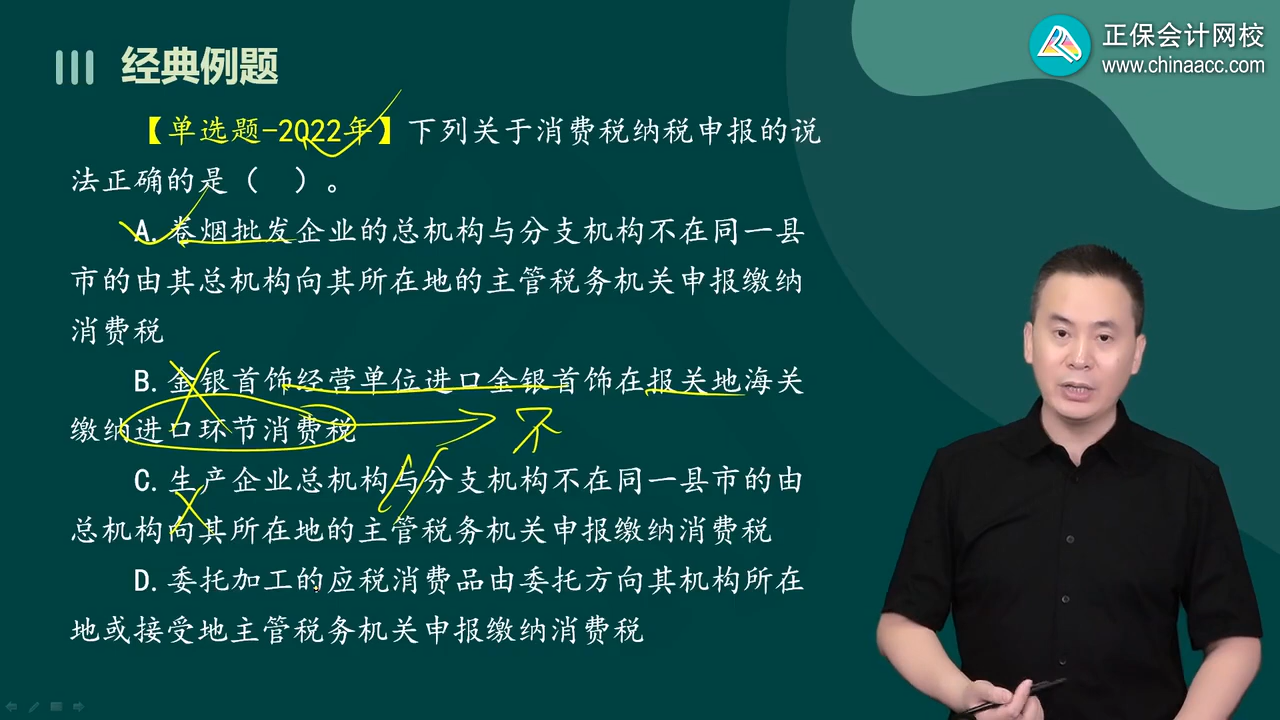 正保会计网校
www.chinaacc.com
经典例题
【单选题-2022年】下列关于消费税纳税申报的说
法正确的是（ ）。
A.卷烟批发企业的总机构与分支机构不在同一县
市的由其总机构向其所在地的主管税务机关申报缴纳
消费税
B.金银首饰经营单位进口金银首饰在报关地海关
缴纳进口环节消费税
不
C.生产企业总机构与分支机构不在同一县市的由
总机构向其所在地的主管税务机关申报缴纳消费税
D.委托加工的应税消费品由委托方向其机构所在
地或接受地主管税务机关申报缴纳消费税